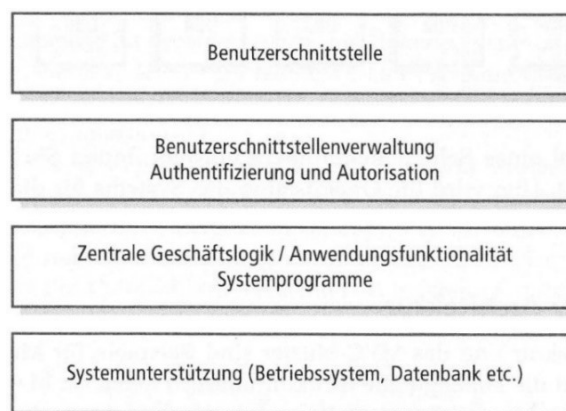 Benutzerschnittstelle
Benutzerschnittstellenverwaltung
Authentifizierung und Autorisation
Zentrale Geschäftslogik / Anwendungsfunktionalität
Systemprogramme
Systemunterstützung (Betriebssystem, Datenbank etc.)